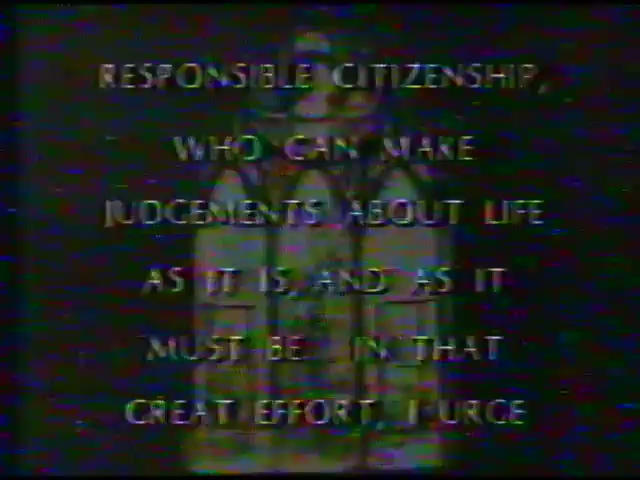 RESPONSIBLE CITIZENSHIP,
WHO CAN MAKE
JUDGEMENTS ABOUT LIFE
AS IT IS, AND AS IT
MUST BE. IN THAT
GREAT EFFORT, I URGE